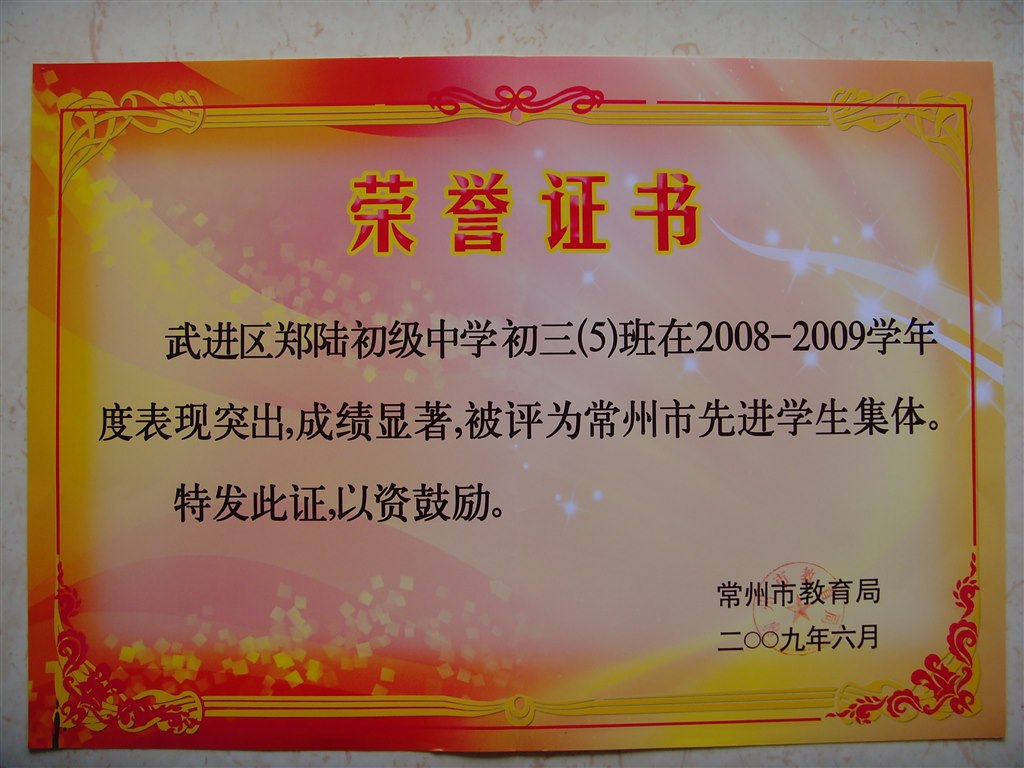 荣誉证书
武进区郑陆初级中学初三(5)班在2008-2009学年
度表现突出,成绩显著,被评为常州市先进学生集体。
特发此证,以资鼓励。
常州市教育局
二○○九年六月